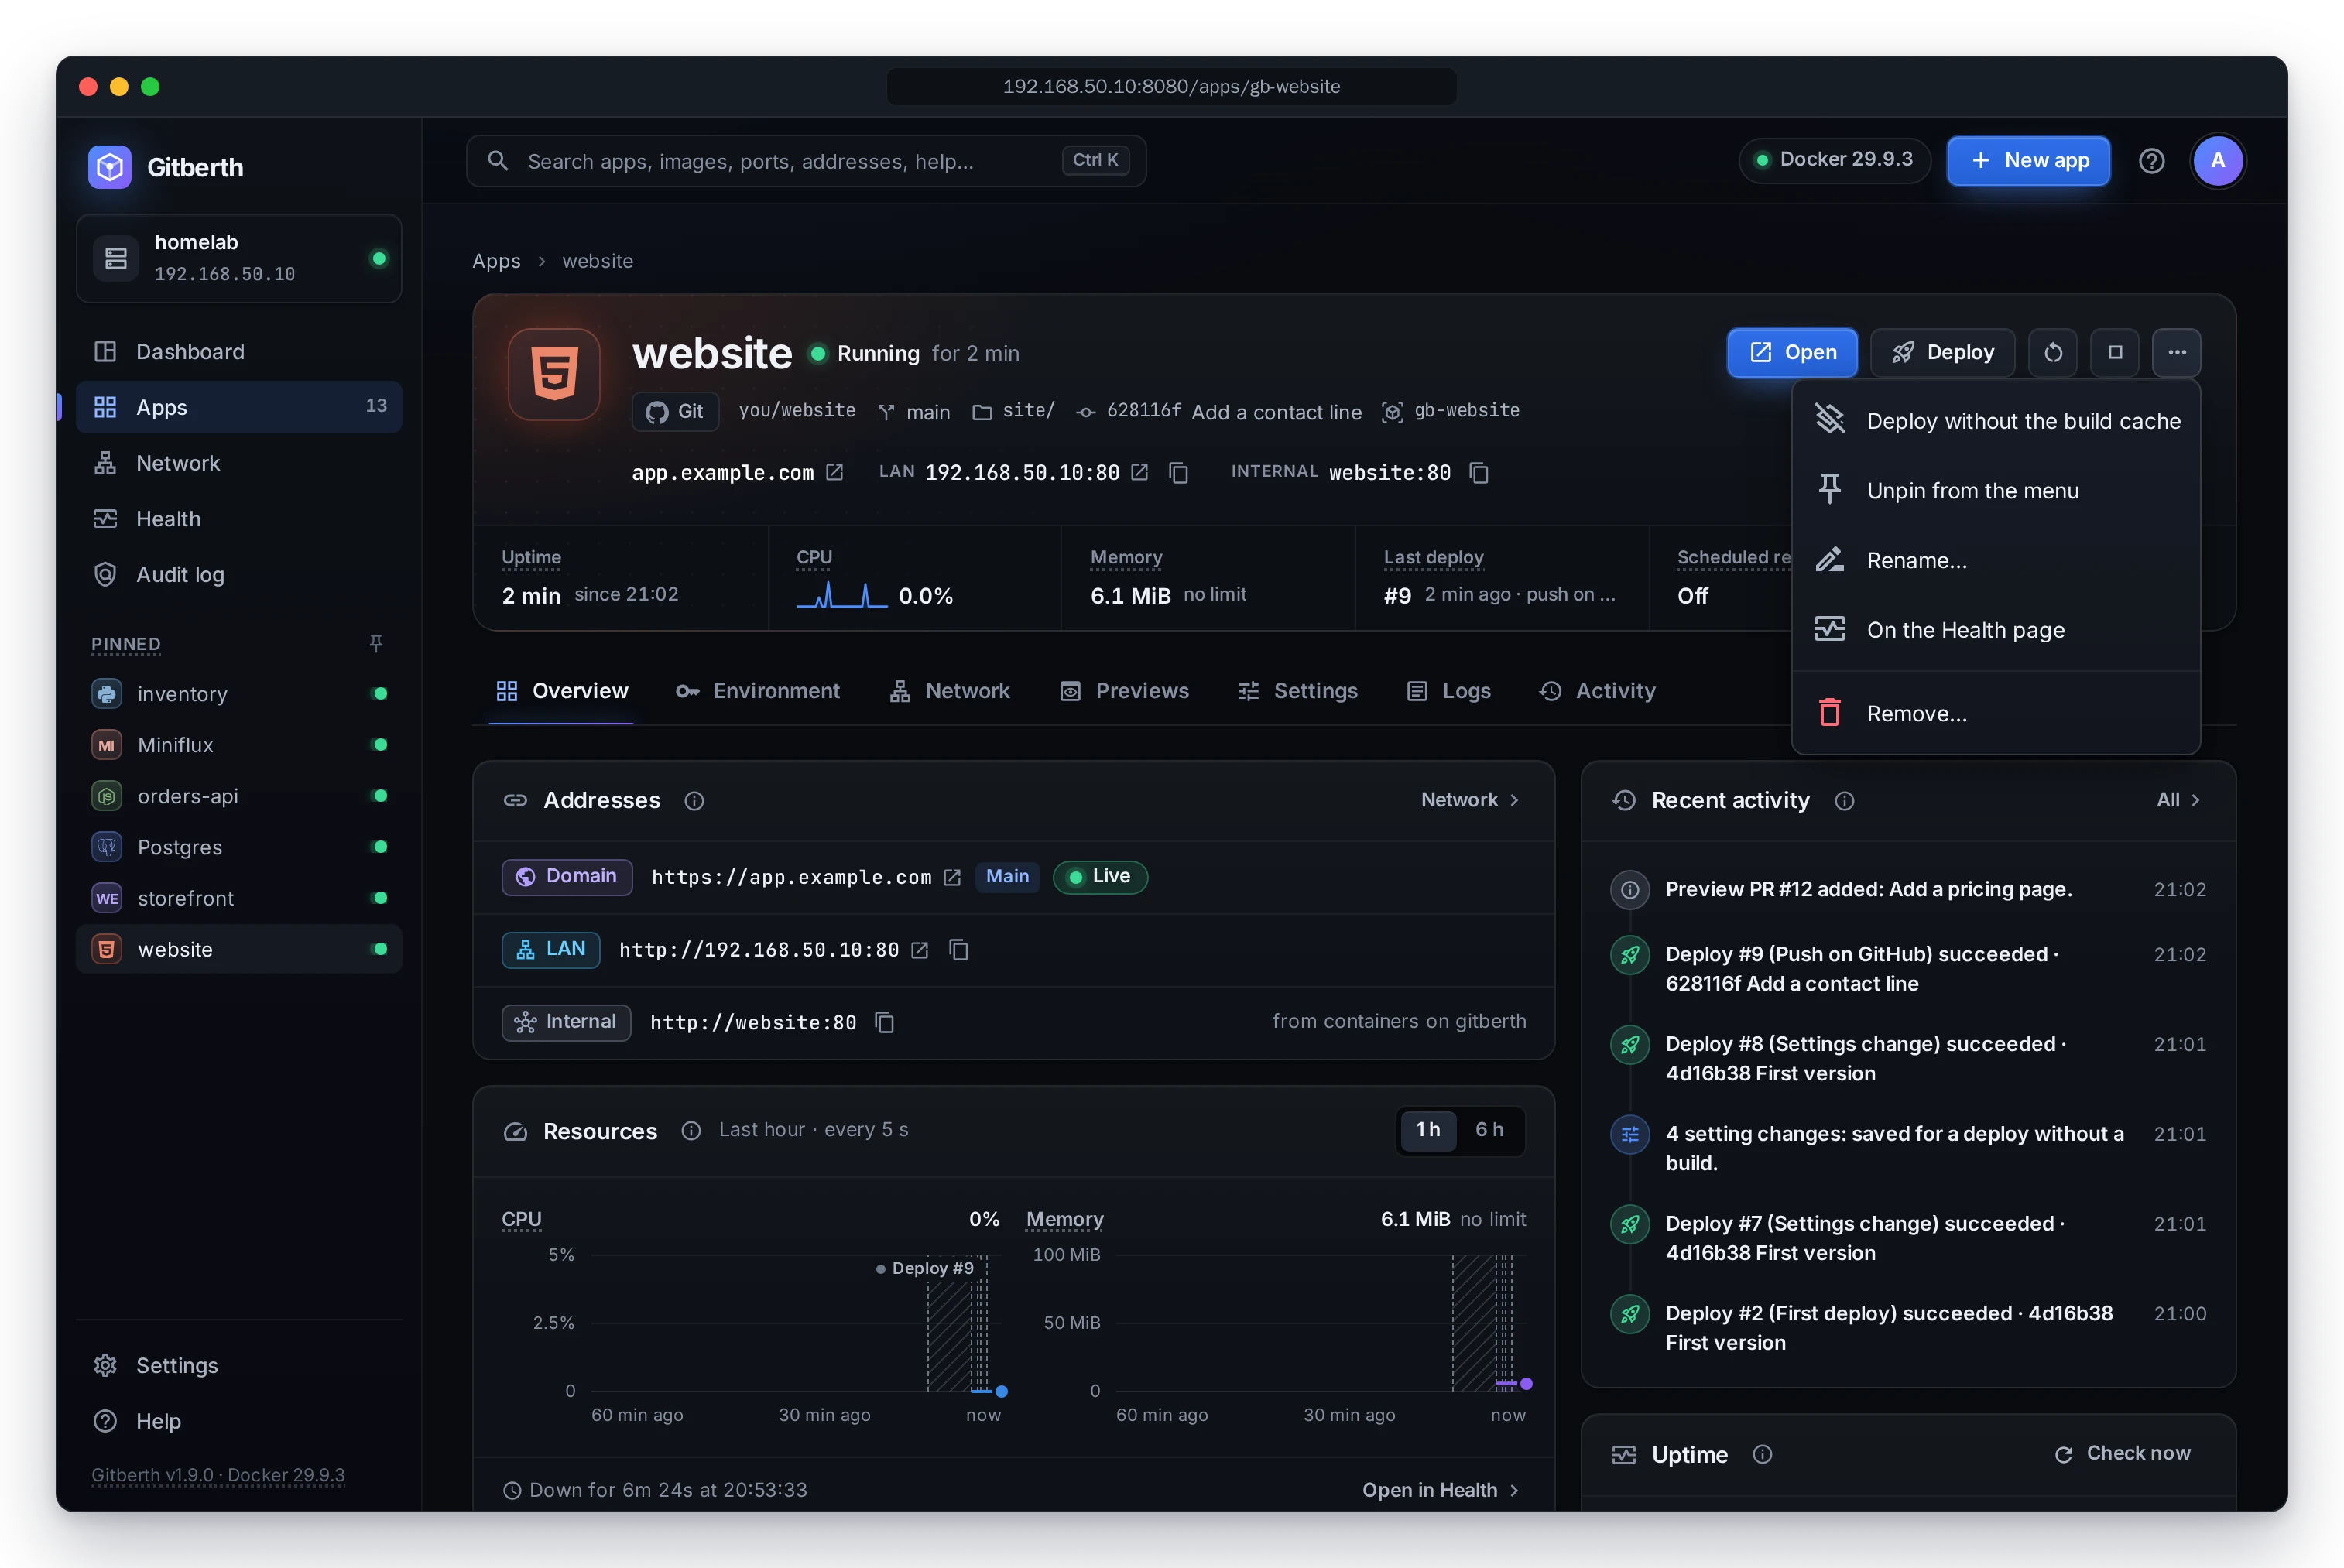 192.168.50.10:8080/apps/gb-website
Gitberth
Search apps, images, ports, addresses, help...
Ctrl K
Docker 29.9.3
New app
A
homelab
192.168.50.10
Dashboard
Apps 13
Network
Health
Audit log
PINNED
inventory
MI Miniflux
orders-api
Postgres
WE storefront
website
Settings
Help
Gitberth v1.9.0 · Docker 29.9.3
Apps > website
website Running for 2 min
Open
Deploy
Git you/website main site/ 628116f Add a contact line gb-website
app.example.com LAN 192.168.50.10:80 INTERNAL website:80
Deploy without the build cache
Unpin from the menu
Rename...
On the Health page
Remove...
Uptime
2 min since 21:02
CPU
0.0%
Memory
6.1 MiB no limit
Last deploy
#9 2 min ago · push on ...
Scheduled re
Off
Overview
Environment
Network
Previews
Settings
Logs
Activity
Addresses
Network >
Domain https://app.example.com Main Live
LAN http://192.168.50.10:80
Internal http://website:80 from containers on gitberth
Resources Last hour · every 5 s
1 h 6 h
CPU 0%
5%
Deploy #9
2.5%
0
60 min ago 30 min ago now
Memory 6.1 MiB no limit
100 MiB
50 MiB
0
60 min ago 30 min ago now
Down for 6m 24s at 20:53:33
Open in Health >
Recent activity
All >
Preview PR #12 added: Add a pricing page. 21:02
Deploy #9 (Push on GitHub) succeeded · 21:02
628116f Add a contact line
Deploy #8 (Settings change) succeeded · 21:01
4d16b38 First version
4 setting changes: saved for a deploy without a 21:01
build.
Deploy #7 (Settings change) succeeded · 21:01
4d16b38 First version
Deploy #2 (First deploy) succeeded · 4d16b38 21:00
First version
Uptime
Check now